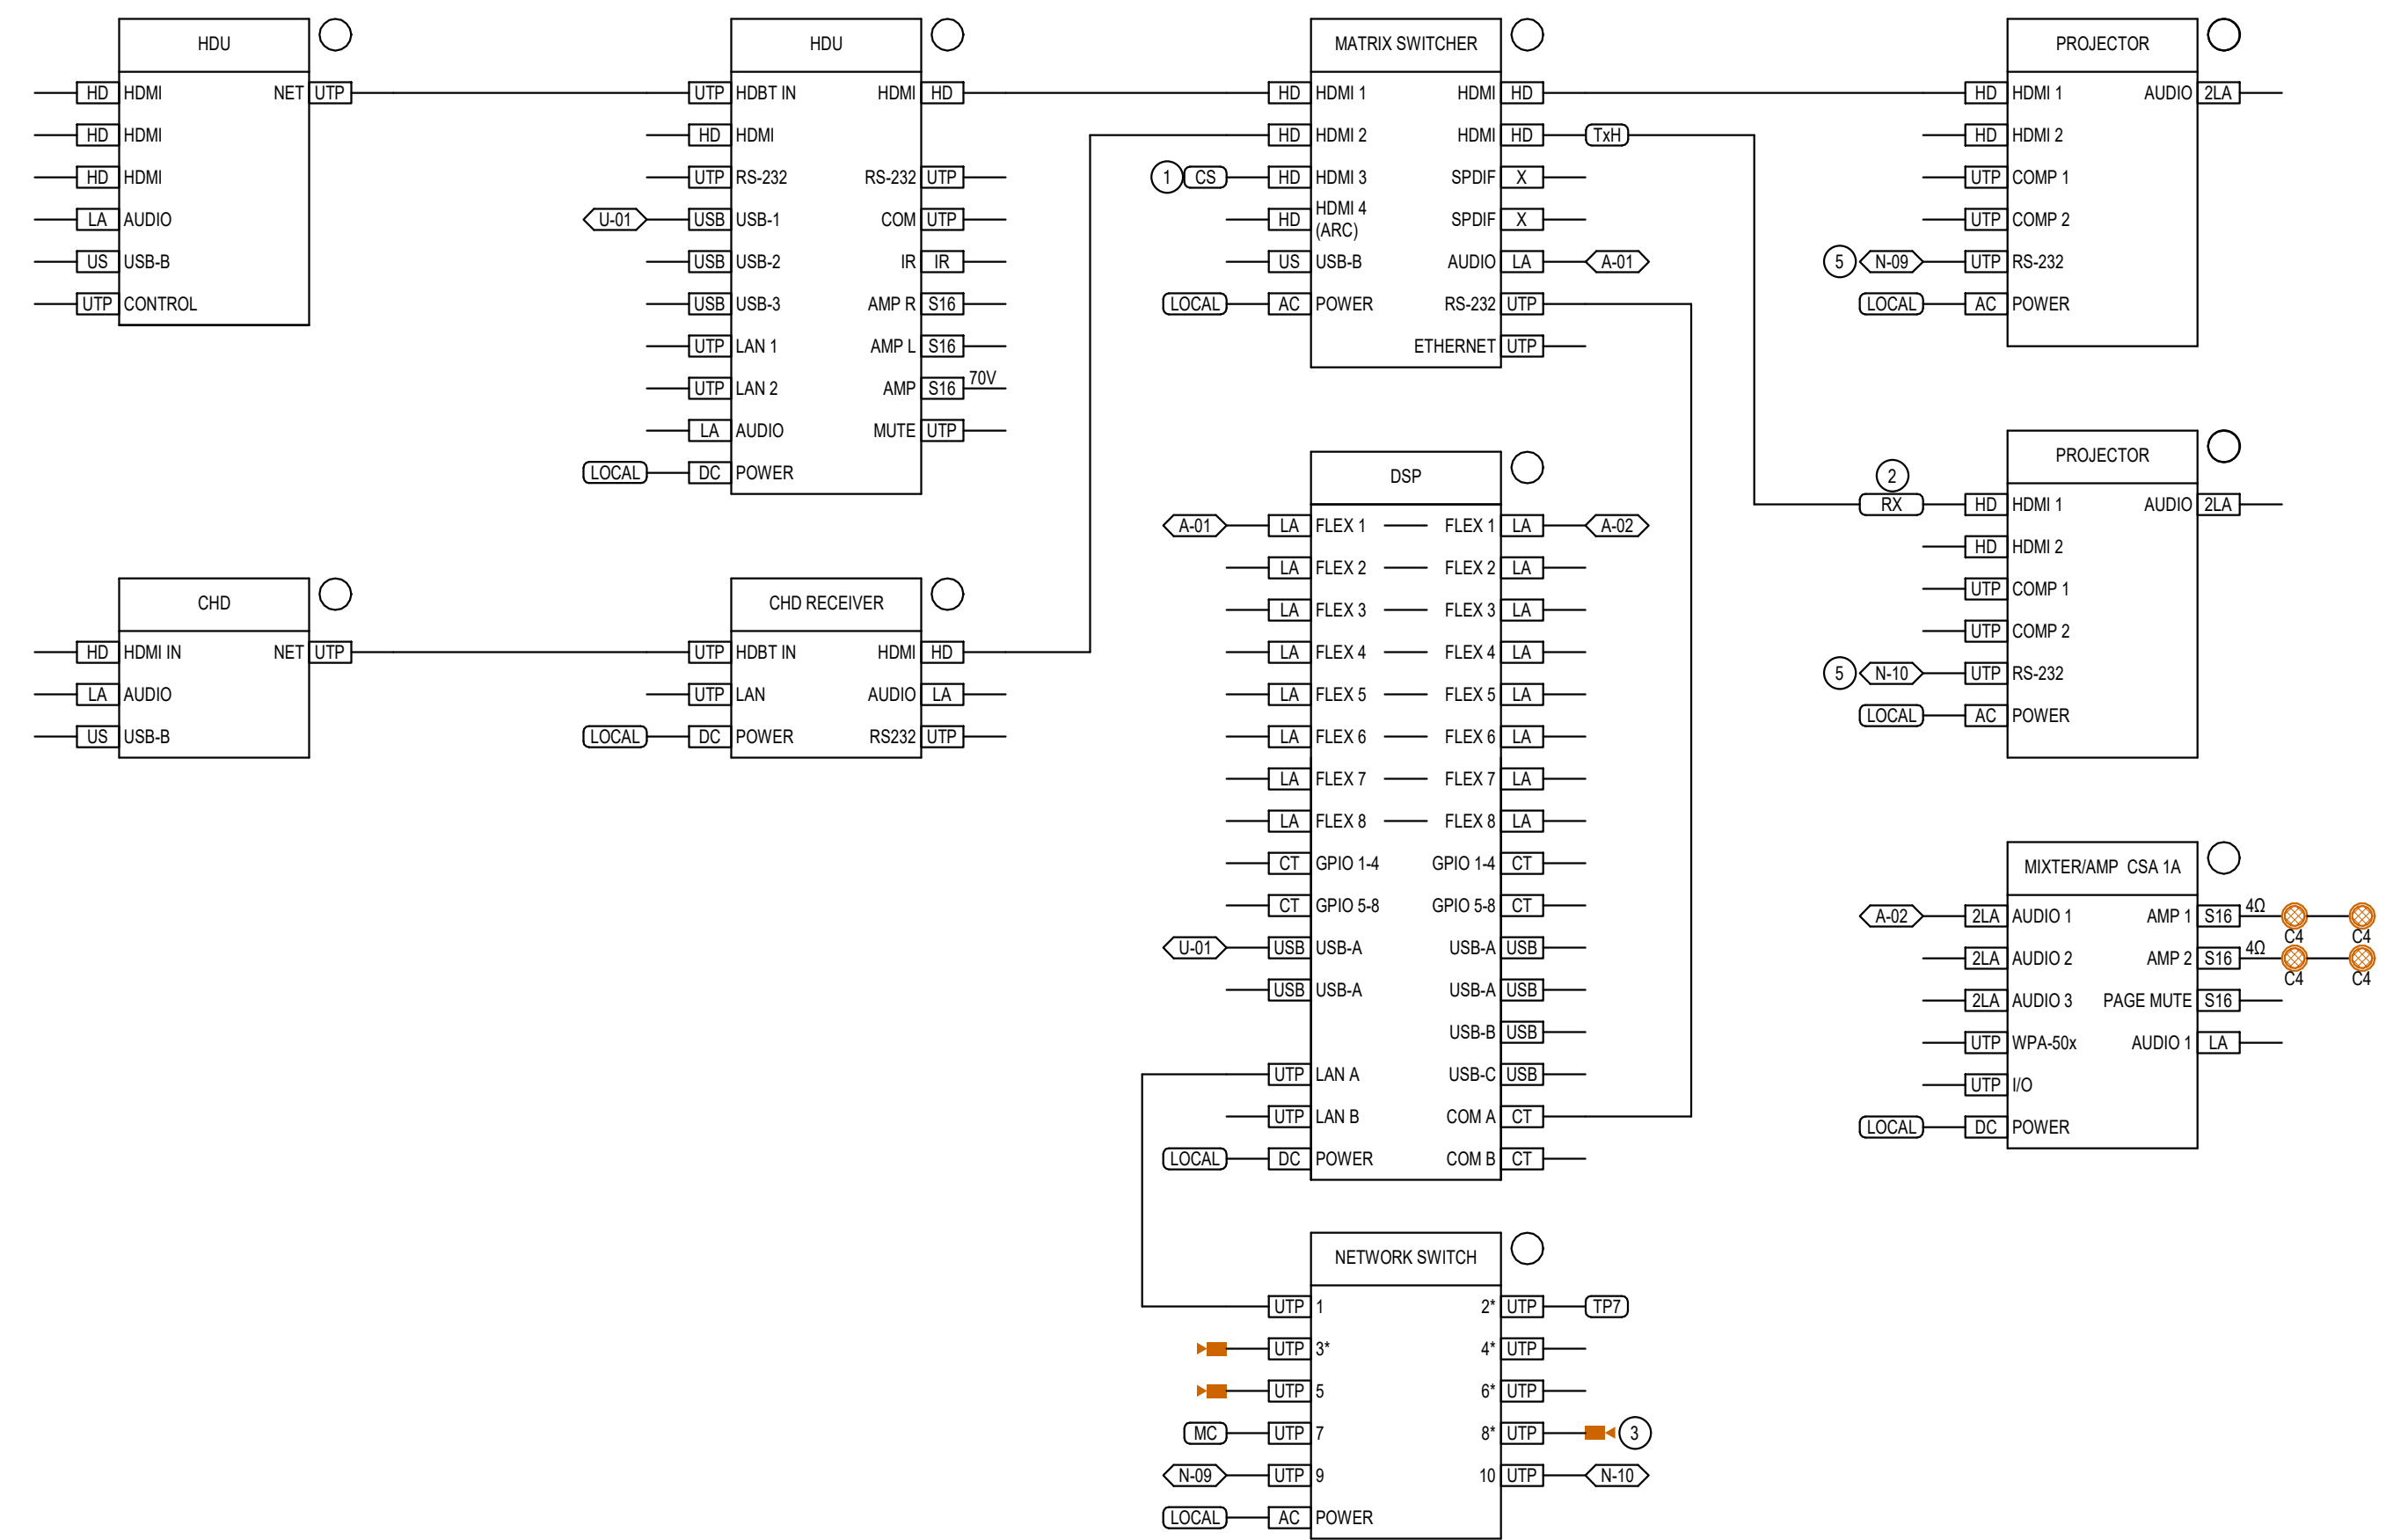 HDU
HD HDMI NET UTP
HD HDMI
HD HDMI
LA AUDIO
US USB-B
UTP CONTROL
HDU
UTP HDBT IN HDMI HD
HD HDMI
UTP RS-232 RS-232 UTP
U-01 USB USB-1 COM UTP
USB USB-2 IR IR
USB USB-3 AMP R S16
UTP LAN 1 AMP L S16
UTP LAN 2 AMP S16 70V
LA AUDIO MUTE UTP
LOCAL DC POWER
MATRIX SWITCHER
HD HDMI 1 HDMI HD
HD HDMI 2 HDMI HD TxH
1 CS HD HDMI 3 SPDIF X
HD HDMI 4 (ARC) SPDIF X
US USB-B AUDIO LA A-01
LOCAL AC POWER RS-232 UTP
ETHERNET UTP
PROJECTOR
HD HDMI 1 AUDIO 2LA
HD HDMI 2
UTP COMP 1
UTP COMP 2
5 N-09 UTP RS-232
LOCAL AC POWER
CHD
HD HDMI IN NET UTP
LA AUDIO
US USB-B
CHD RECEIVER
UTP HDBT IN HDMI HD
UTP LAN AUDIO LA
LOCAL DC POWER RS232 UTP
DSP
A-01 LA FLEX 1 FLEX 1 LA A-02
LA FLEX 2 FLEX 2 LA
LA FLEX 3 FLEX 3 LA
LA FLEX 4 FLEX 4 LA
LA FLEX 5 FLEX 5 LA
LA FLEX 6 FLEX 6 LA
LA FLEX 7 FLEX 7 LA
LA FLEX 8 FLEX 8 LA
CT GPIO 1-4 GPIO 1-4 CT
CT GPIO 5-8 GPIO 5-8 CT
U-01 USB USB-A USB-A USB
USB USB-A USB-A USB
USB-B USB
UTP LAN A USB-C USB
UTP LAN B COM A CT
LOCAL DC POWER COM B CT
PROJECTOR
2
RX HD HDMI 1 AUDIO 2LA
HD HDMI 2
UTP COMP 1
UTP COMP 2
5 N-10 UTP RS-232
LOCAL AC POWER
MIXTER/AMP CSA 1A
A-02 2LA AUDIO 1 AMP 1 S16 4Ω
C4 C4
2LA AUDIO 2 AMP 2 S16 4Ω
C4 C4
2LA AUDIO 3 PAGE MUTE S16
UTP WPA-50x AUDIO 1 LA
UTP I/O
LOCAL DC POWER
NETWORK SWITCH
UTP 1 2* UTP TP7
UTP 3* 4* UTP
UTP 5 6* UTP
MC UTP 7 8* UTP 3
N-09 UTP 9 10 UTP N-10
LOCAL AC POWER